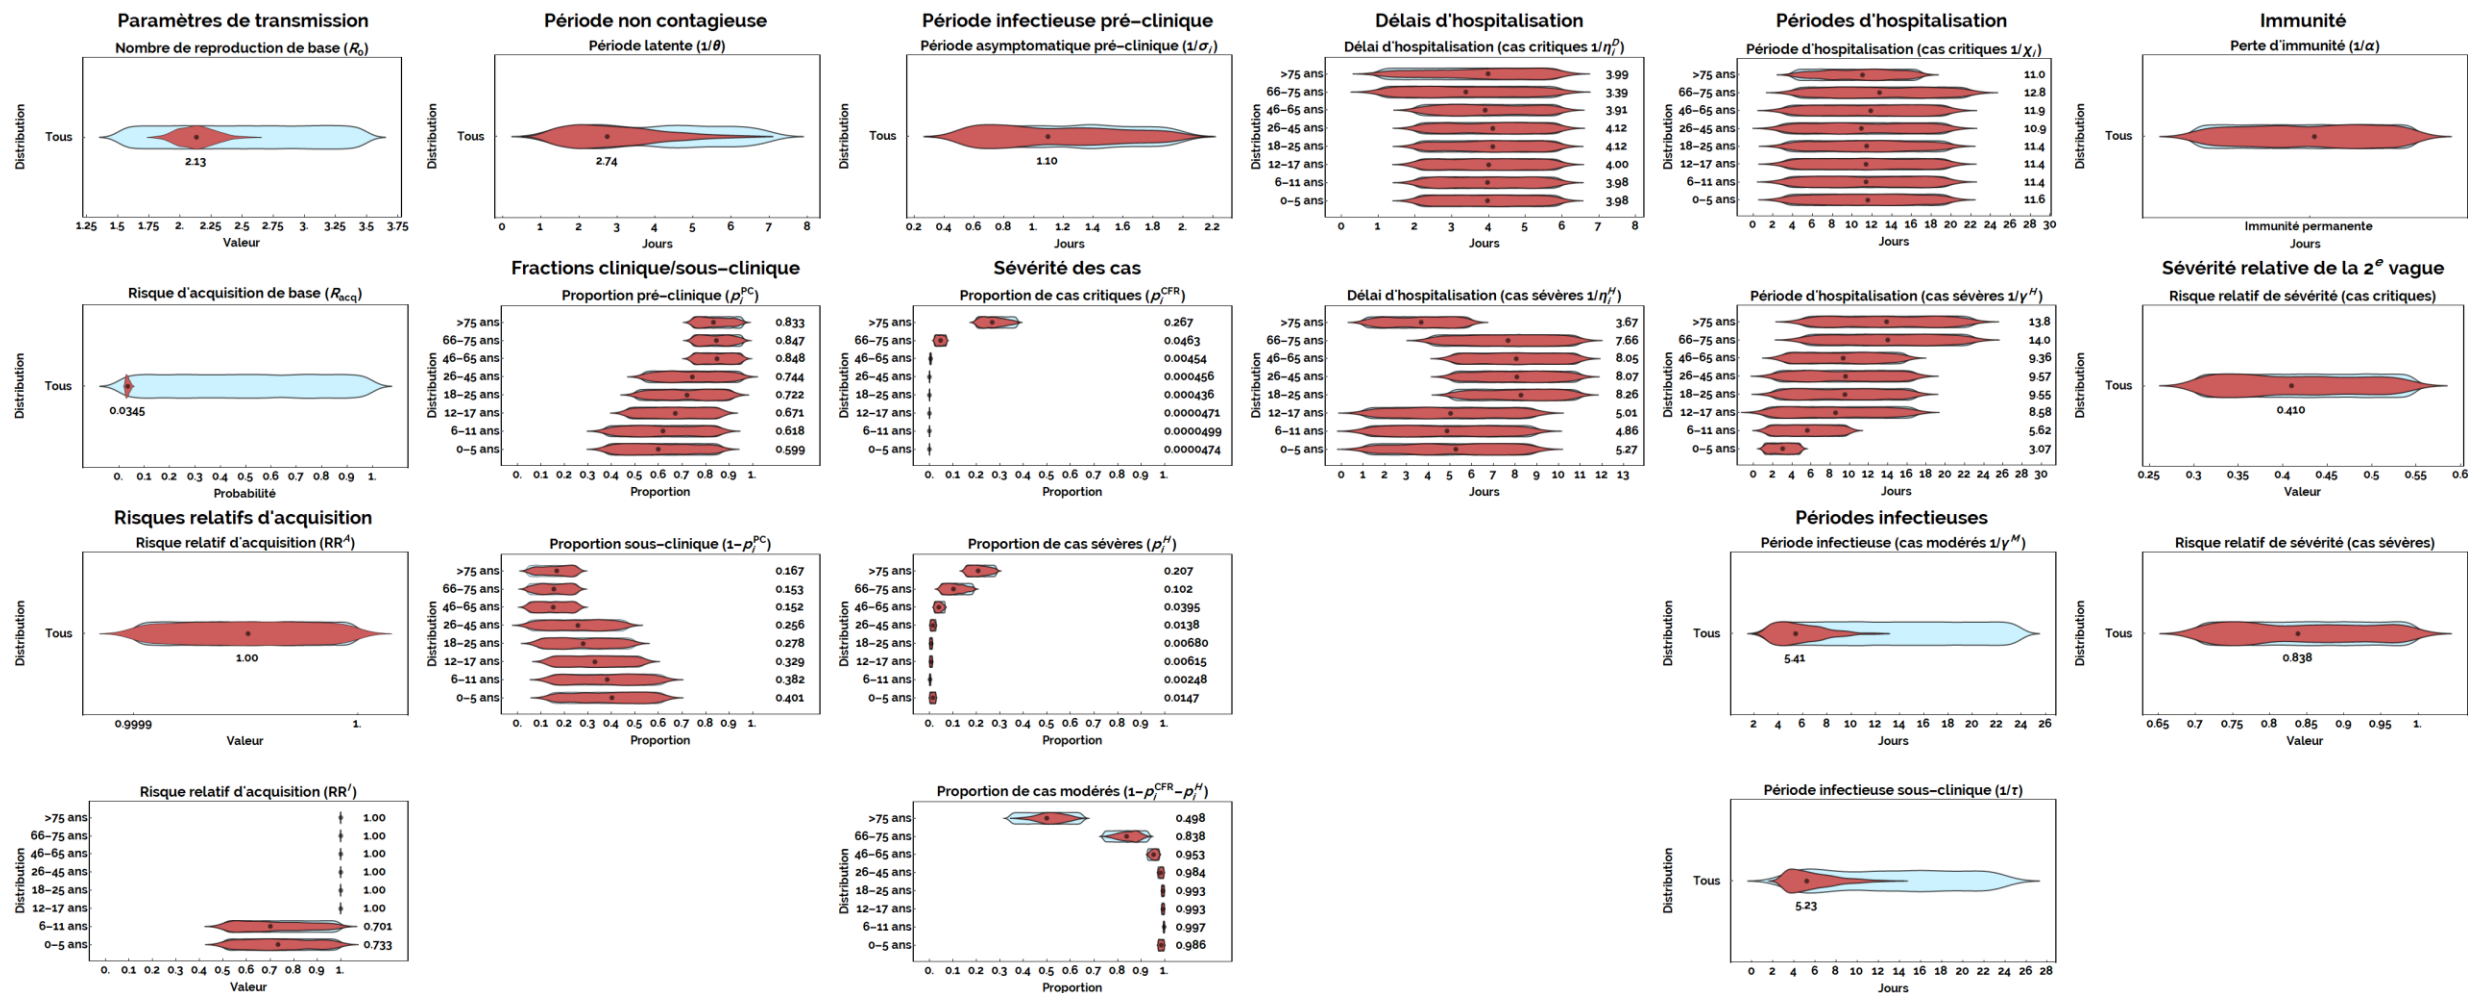 Paramètres de transmission
Nombre de reproduction de base (R₀)
Distribution
Tous
2.13
1.25 1.5 1.75 2. 2.25 2.5 2.75 3. 3.25 3.5 3.75
Valeur
Période non contagieuse
Période latente (1/θ)
Distribution
Tous
2.74
0 1 2 3 4 5 6 7 8
Jours
Période infectieuse pré–clinique
Période asymptomatique pré–clinique (1/σᵢ)
Distribution
Tous
1.10
0.2 0.4 0.6 0.8 1. 1.2 1.4 1.6 1.8 2. 2.2
Jours
Délais d'hospitalisation
Délai d'hospitalisation (cas critiques 1/ηᵢᴰ)
Distribution
>75 ans 3.99
66–75 ans 3.39
46–65 ans 3.91
26–45 ans 4.12
18–25 ans 4.12
12–17 ans 4.00
6–11 ans 3.98
0–5 ans 3.98
0 1 2 3 4 5 6 7 8
Jours
Périodes d'hospitalisation
Période d'hospitalisation (cas critiques 1/χᵢ)
Distribution
>75 ans 11.0
66–75 ans 12.8
46–65 ans 11.9
26–45 ans 10.9
18–25 ans 11.4
12–17 ans 11.4
6–11 ans 11.4
0–5 ans 11.6
0 2 4 6 8 10 12 14 16 18 20 22 24 26 28 30
Jours
Immunité
Perte d'immunité (1/α)
Distribution
Tous
Immunité permanente
Jours
Risque d'acquisition de base (R_acq)
Distribution
Tous
0.0345
0. 0.1 0.2 0.3 0.4 0.5 0.6 0.7 0.8 0.9 1.
Probabilité
Fractions clinique/sous–clinique
Proportion pré–clinique (pᵢᴾC)
Distribution
>75 ans 0.833
66–75 ans 0.847
46–65 ans 0.848
26–45 ans 0.744
18–25 ans 0.722
12–17 ans 0.671
6–11 ans 0.618
0–5 ans 0.599
0. 0.1 0.2 0.3 0.4 0.5 0.6 0.7 0.8 0.9 1.
Proportion
Sévérité des cas
Proportion de cas critiques (pᵢCFR)
Distribution
>75 ans 0.267
66–75 ans 0.0463
46–65 ans 0.00454
26–45 ans 0.000456
18–25 ans 0.000436
12–17 ans 0.0000471
6–11 ans 0.0000499
0–5 ans 0.0000474
0. 0.1 0.2 0.3 0.4 0.5 0.6 0.7 0.8 0.9 1.
Proportion
Délai d'hospitalisation (cas sévères 1/ηᵢᴴ)
Distribution
>75 ans 3.67
66–75 ans 7.66
46–65 ans 8.05
26–45 ans 8.07
18–25 ans 8.26
12–17 ans 5.01
6–11 ans 4.86
0–5 ans 5.27
0 1 2 3 4 5 6 7 8 9 10 11 12 13
Jours
Période d'hospitalisation (cas sévères 1/γᴴ)
Distribution
>75 ans 13.8
66–75 ans 14.0
46–65 ans 9.36
26–45 ans 9.57
18–25 ans 9.55
12–17 ans 8.58
6–11 ans 5.62
0–5 ans 3.07
0 2 4 6 8 10 12 14 16 18 20 22 24 26 28 30
Jours
Sévérité relative de la 2ᵉ vague
Risque relatif de sévérité (cas critiques)
Distribution
Tous
0.410
0.25 0.3 0.35 0.4 0.45 0.5 0.55 0.6
Valeur
Risques relatifs d'acquisition
Risque relatif d'acquisition (RRᴬ)
Distribution
Tous
1.00
0.9999 1.
Valeur
Proportion sous–clinique (1–pᵢᴾC)
Distribution
>75 ans 0.167
66–75 ans 0.153
46–65 ans 0.152
26–45 ans 0.256
18–25 ans 0.278
12–17 ans 0.329
6–11 ans 0.382
0–5 ans 0.401
0. 0.1 0.2 0.3 0.4 0.5 0.6 0.7 0.8 0.9 1.
Proportion
Proportion de cas sévères (pᵢᴴ)
Distribution
>75 ans 0.207
66–75 ans 0.102
46–65 ans 0.0395
26–45 ans 0.0138
18–25 ans 0.00680
12–17 ans 0.00615
6–11 ans 0.00248
0–5 ans 0.0147
0. 0.1 0.2 0.3 0.4 0.5 0.6 0.7 0.8 0.9 1.
Proportion
Périodes infectieuses
Période infectieuse (cas modérés 1/γᴹ)
Distribution
Tous
5.41
2 4 6 8 10 12 14 16 18 20 22 24 26
Jours
Risque relatif de sévérité (cas sévères)
Distribution
Tous
0.838
0.65 0.7 0.75 0.8 0.85 0.9 0.95 1.
Valeur
Risque relatif d'acquisition (RRᴵ)
Distribution
>75 ans 1.00
66–75 ans 1.00
46–65 ans 1.00
26–45 ans 1.00
18–25 ans 1.00
12–17 ans 1.00
6–11 ans 0.701
0–5 ans 0.733
0. 0.1 0.2 0.3 0.4 0.5 0.6 0.7 0.8 0.9 1.
Valeur
Proportion de cas modérés (1–pᵢCFR–pᵢᴴ)
Distribution
>75 ans 0.498
66–75 ans 0.838
46–65 ans 0.953
26–45 ans 0.984
18–25 ans 0.993
12–17 ans 0.993
6–11 ans 0.997
0–5 ans 0.986
0. 0.1 0.2 0.3 0.4 0.5 0.6 0.7 0.8 0.9 1.
Proportion
Période infectieuse sous–clinique (1/τ)
Distribution
Tous
5.23
0 2 4 6 8 10 12 14 16 18 20 22 24 26 28
Jours